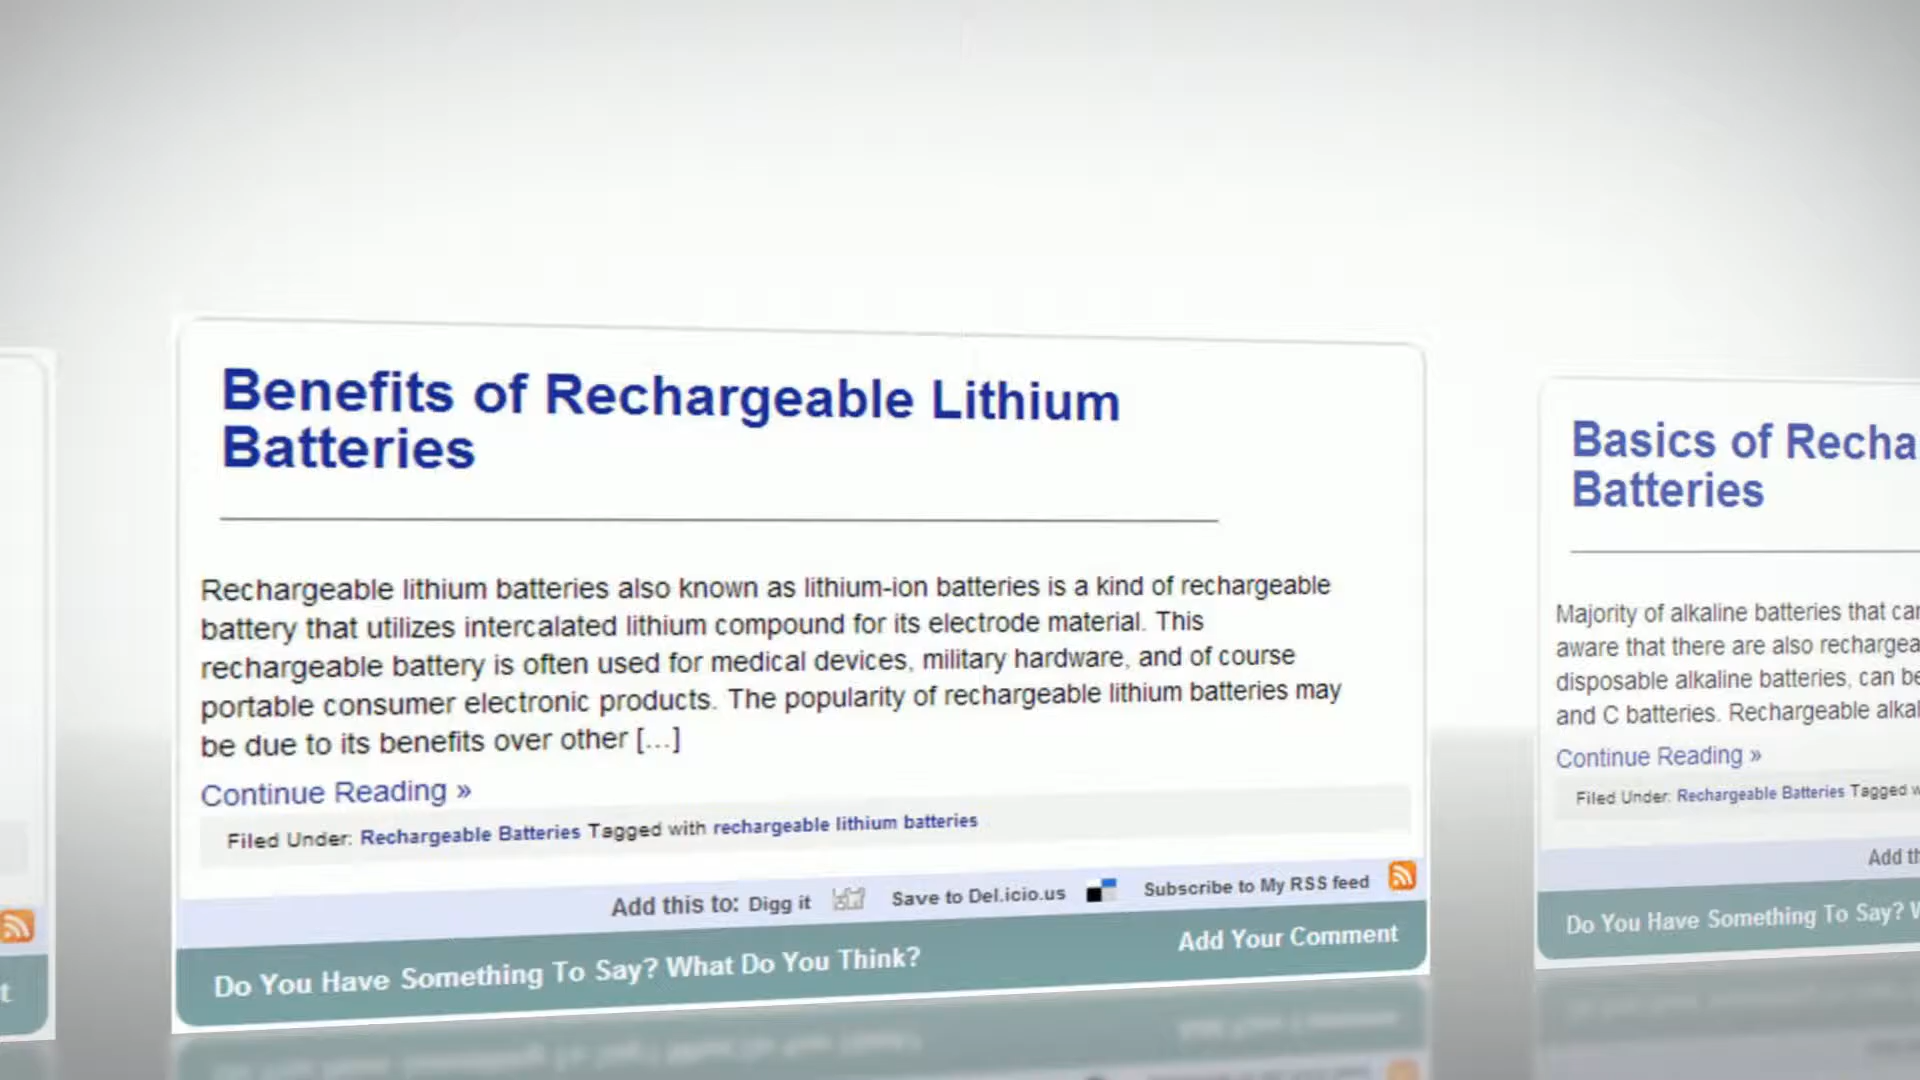 Benefits of Rechargeable Lithium
Batteries
Rechargeable lithium batteries also known as lithium-ion batteries is a kind of rechargeable
battery that utilizes intercalated lithium compound for its electrode material. This
rechargeable battery is often used for medical devices, military hardware, and of course
portable consumer electronic products. The popularity of rechargeable lithium batteries may
be due to its benefits over other [...]
Continue Reading »
Filed Under: Rechargeable Batteries Tagged with rechargeable lithium batteries
Add this to: Digg it Save to Del.icio.us Subscribe to My RSS feed
Do You Have Something To Say? What Do You Think? Add Your Comment
Basics of
Batteries
Majority of alkaline batteries that
aware that there are also
disposable alkaline batteries, can
and C batteries. Rechargeable
Continue Reading »
Filed Under: Rechargeable Batteries Tagged
Add
Do You Have Something To Say?